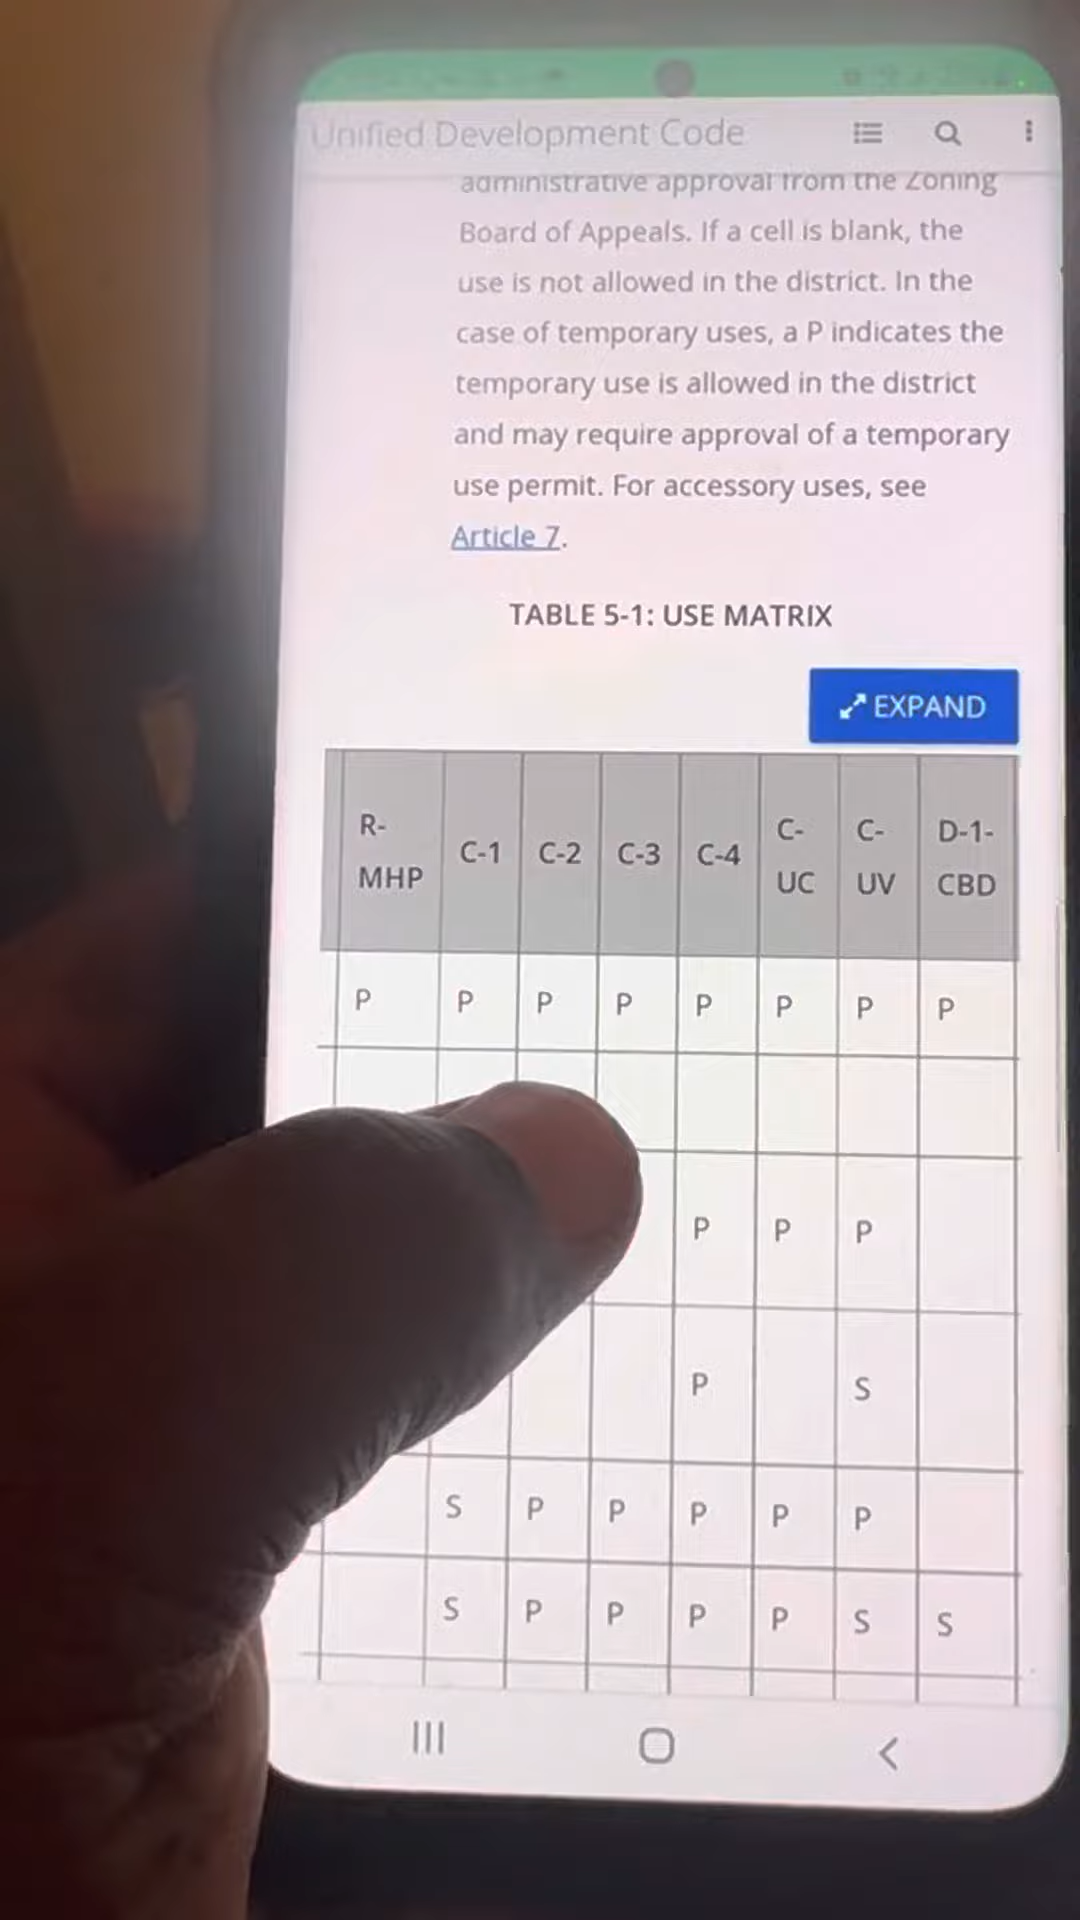 Unified Development Code
administrative approval from the Zoning
Board of Appeals. If a cell is blank, the
use is not allowed in the district. In the
case of temporary uses, a P indicates the
temporary use is allowed in the district
and may require approval of a temporary
use permit. For accessory uses, see
Article 7.
TABLE 5-1: USE MATRIX
EXPAND
R-MHP C-1 C-2 C-3 C-4 C-UC C-UV D-1-CBD
P P P P P P P P
P P P
P S
S P P P P P
S P P P P S S